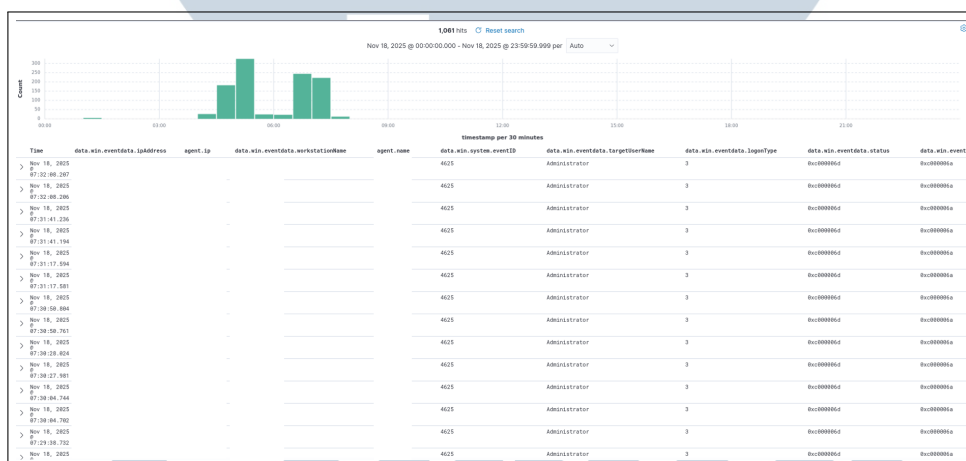 1,061 hits Reset search
Nov 18, 2025 @ 00:00:00.000 - Nov 18, 2025 @ 23:59:59.999 per Auto
Count
300
250
200
150
100
50
0
00:00 03:00 06:00 09:00 12:00 15:00 18:00 21:00
timestamp per 30 minutes
Time data.win.eventdata.ipAddress agent.ip data.win.eventdata.workstationName agent.name data.win.system.eventID data.win.eventdata.targetUserName data.win.eventdata.logonType data.win.eventdata.status data.win.event
Nov 18, 2025 @ 07:32:08.207 4625 Administrator 3 0xc000006d 0xc000006a
Nov 18, 2025 @ 07:32:08.206 - 4625 Administrator 3 0xc000006d 0xc000006a
Nov 18, 2025 @ 07:31:41.236 - 4625 Administrator 3 0xc000006d 0xc000006a
Nov 18, 2025 @ 07:31:41.194 - 4625 Administrator 3 0xc000006d 0xc000006a
Nov 18, 2025 @ 07:31:17.594 - 4625 Administrator 3 0xc000006d 0xc000006a
Nov 18, 2025 @ 07:31:17.581 - 4625 Administrator 3 0xc000006d 0xc000006a
Nov 18, 2025 @ 07:30:50.804 - 4625 Administrator 3 0xc000006d 0xc000006a
Nov 18, 2025 @ 07:30:50.761 - 4625 Administrator 3 0xc000006d 0xc000006a
Nov 18, 2025 @ 07:30:28.024 - 4625 Administrator 3 0xc000006d 0xc000006a
Nov 18, 2025 @ 07:30:27.981 - 4625 Administrator 3 0xc000006d 0xc000006a
Nov 18, 2025 @ 07:30:04.744 - 4625 Administrator 3 0xc000006d 0xc000006a
Nov 18, 2025 @ 07:30:04.702 - 4625 Administrator 3 0xc000006d 0xc000006a
Nov 18, 2025 @ 07:29:38.732 - 4625 Administrator 3 0xc000006d 0xc000006a
Nov 18, 2025 - 4625 Administrator 3 0xc000006d 0xc000006a